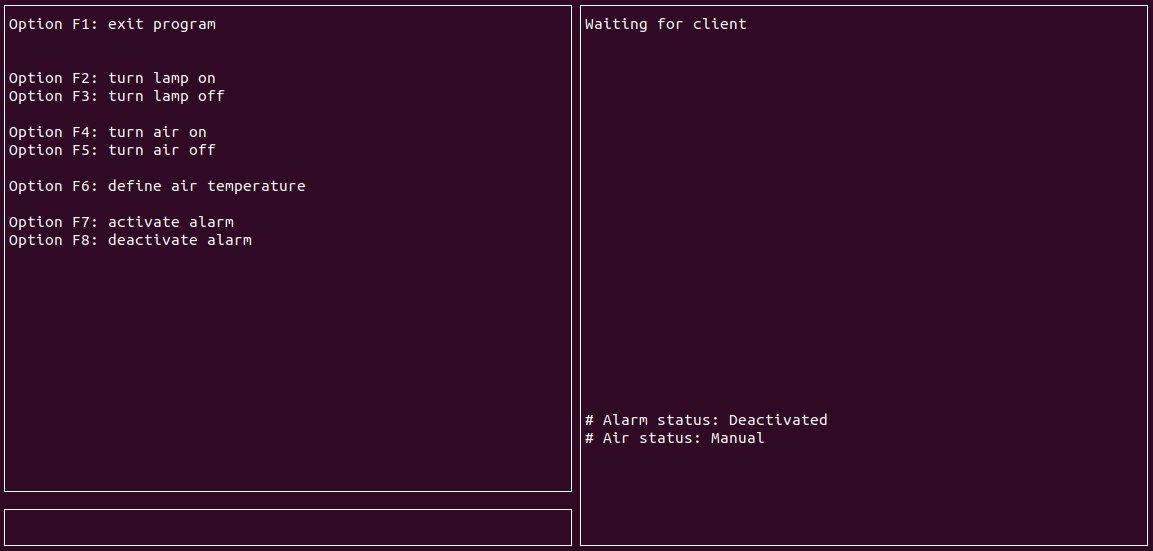 Option F1: exit program
Option F2: turn lamp on
Option F3: turn lamp off
Option F4: turn air on
Option F5: turn air off
Option F6: define air temperature
Option F7: activate alarm
Option F8: deactivate alarm
Waiting for client
# Alarm status: Deactivated
# Air status: Manual